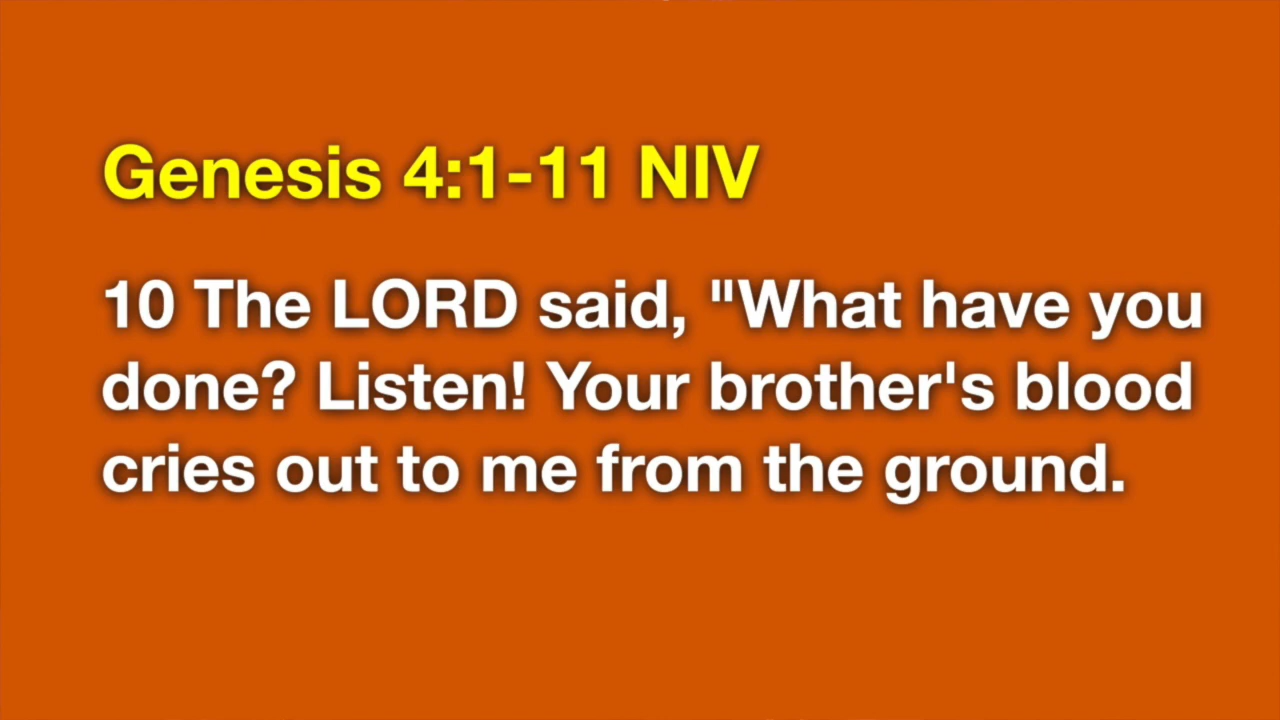 Genesis 4:1-11 NIV
10 The LORD said, "What have you
done? Listen! Your brother's blood
cries out to me from the ground.